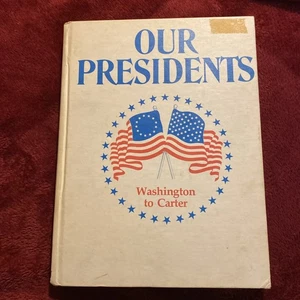 OUR
PRESIDENTS
Washington
to Carter